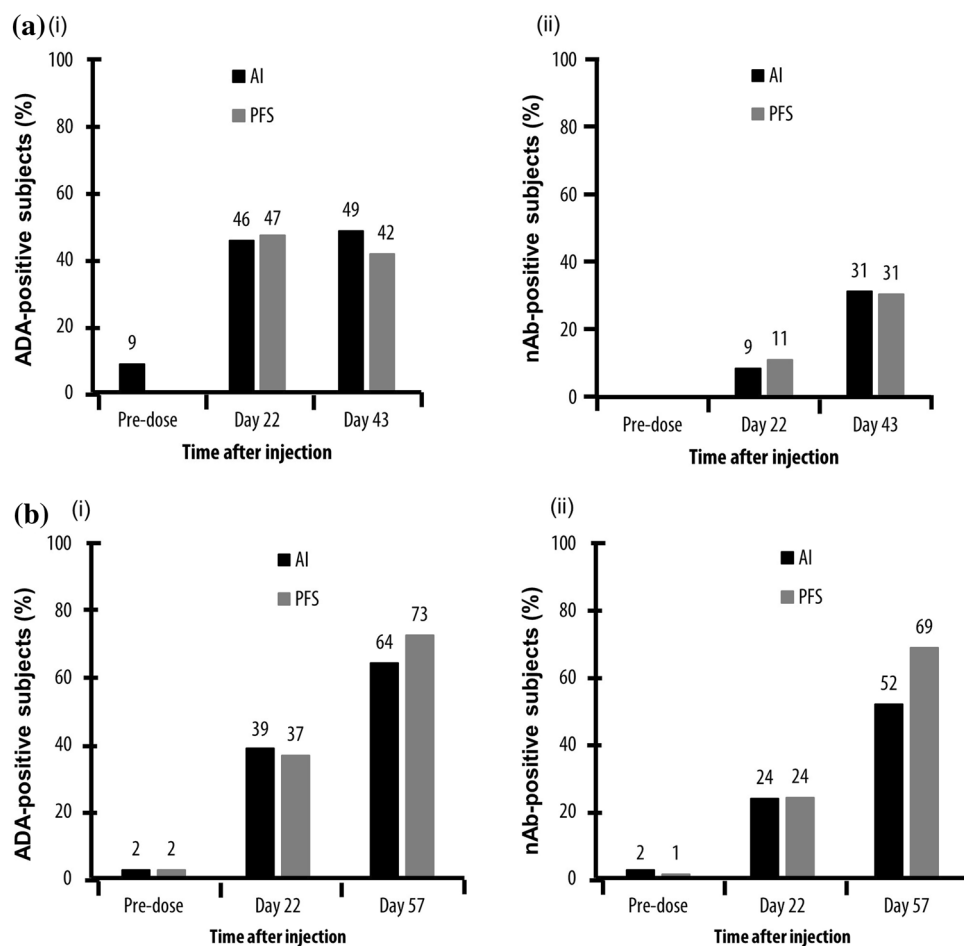 (a) (i)
ADA-positive subjects (%)
100
80
60
40
20
0
AI
PFS
9
46
47
49
42
Pre-dose Day 22 Day 43
Time after injection
(ii)
nAb-positive subjects (%)
100
80
60
40
20
0
AI
PFS
9
11
31
31
Pre-dose Day 22 Day 43
Time after injection
(b) (i)
ADA-positive subjects (%)
100
80
60
40
20
0
AI
PFS
2
2
39
37
64
73
Pre-dose Day 22 Day 57
Time after injection
(ii)
nAb-positive subjects (%)
100
80
60
40
20
0
AI
PFS
2
1
24
24
52
69
Pre-dose Day 22 Day 57
Time after injection